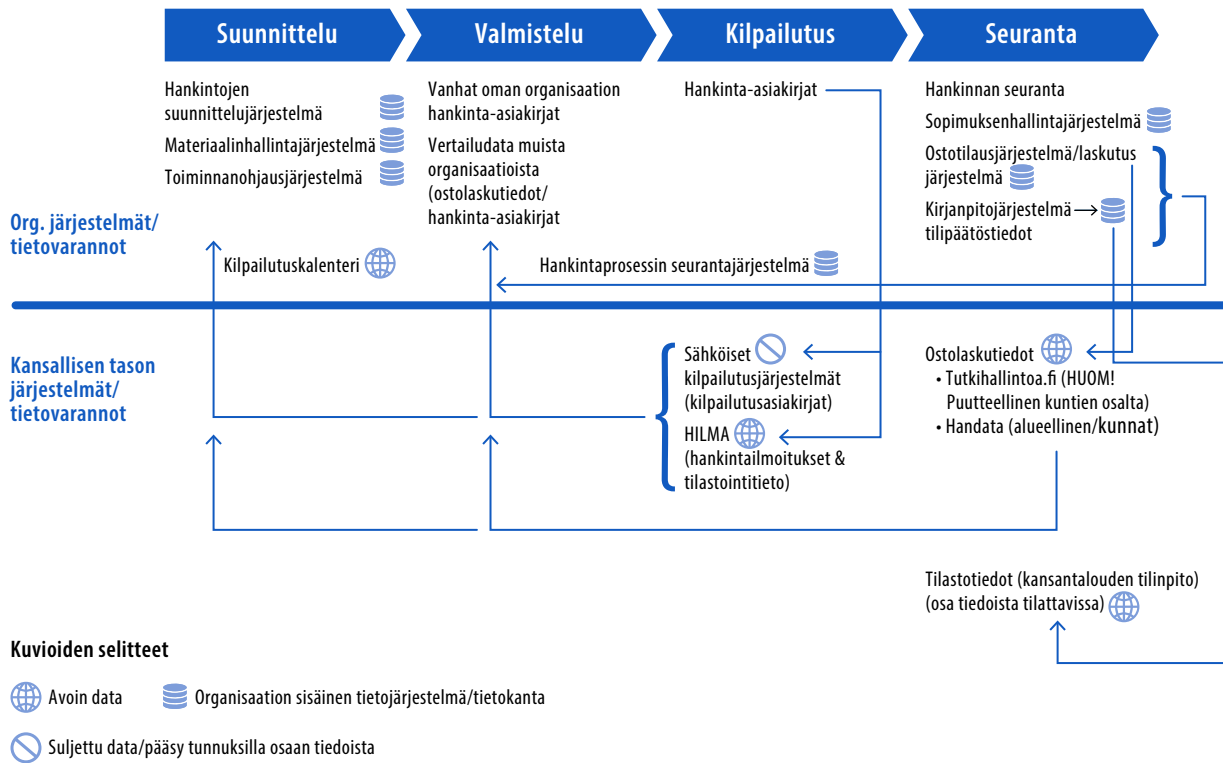 Suunnittelu
Valmistelu
Kilpailutus
Seuranta
Org. järjestelmät/
tietovarannot
Hankintojen
suunnittelujärjestelmä
Materiaalinhallintajärjestelmä
Toiminnanohjausjärjestelmä
Kilpailutuskalenteri
Vanhat oman organisaation
hankinta-asiakirjat
Vertailudata muista
organisaatioista
(ostolaskutiedot/
hankinta-asiakirjat
Hankintaprosessin seurantajärjestelmä
Hankinta-asiakirjat
Hankinnan seuranta
Sopimuksenhallintajärjestelmä
Ostotilausjärjestelmä/laskutus
järjestelmä
Kirjanpitojärjestelmä
tilipäätöstiedot
Kansallisen tason
järjestelmät/
tietovarannot
Sähköiset
kilpailutusjärjestelmät
(kilpailutusasiakirjat)
HILMA
(hankintailmoitukset &
tilastointitieto)
Ostolaskutiedot
• Tutkihallintoa.fi (HUOM!
Puutteellinen kuntien osalta)
• Handata (alueellinen/kunnat)
Tilastotiedot (kansantalouden tilinpito)
(osa tiedoista tilattavissa)
Kuvioiden selitteet
Avoin data
Organisaation sisäinen tietojärjestelmä/tietokanta
Suljettu data/pääsy tunnuksilla osaan tiedoista